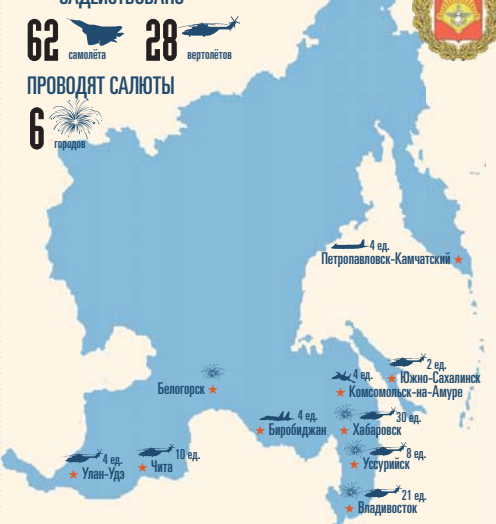 ЗАДЕЙСТВОВАНО
62 самолёта 28 вертолётов
ПРОВОДЯТ САЛЮТЫ
6 городов
4 ед.
Петропавловск-Камчатский
2 ед.
Южно-Сахалинск
4 ед.
Комсомольск-на-Амуре
Белогорск
4 ед.
Биробиджан
30 ед.
Хабаровск
8 ед.
Уссурийск
4 ед.
Улан-Удэ
10 ед.
Чита
21 ед.
Владивосток